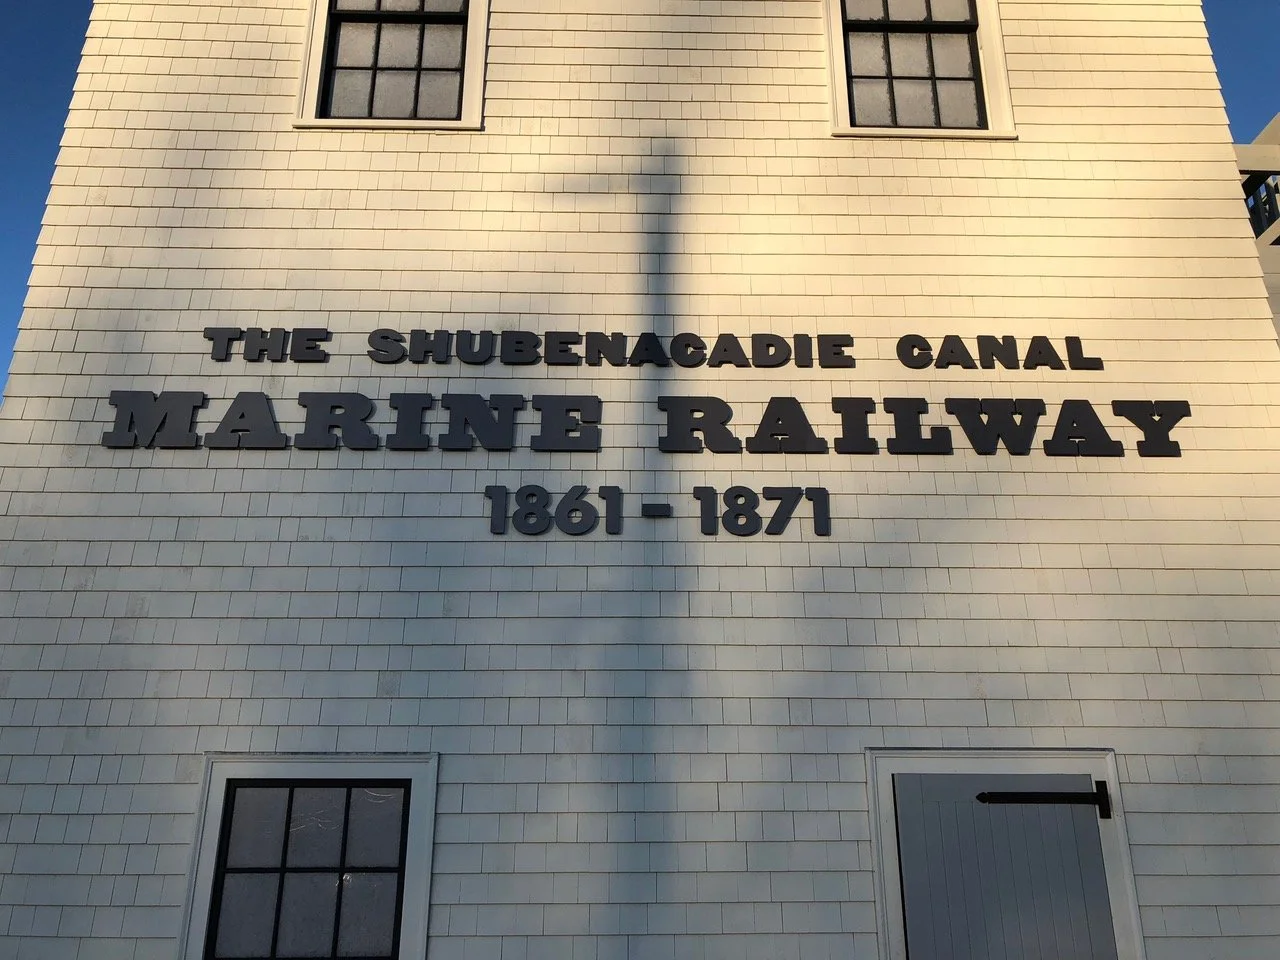 THE SHUBENACADIE CANAL
MARINE RAILWAY
1861 - 1871